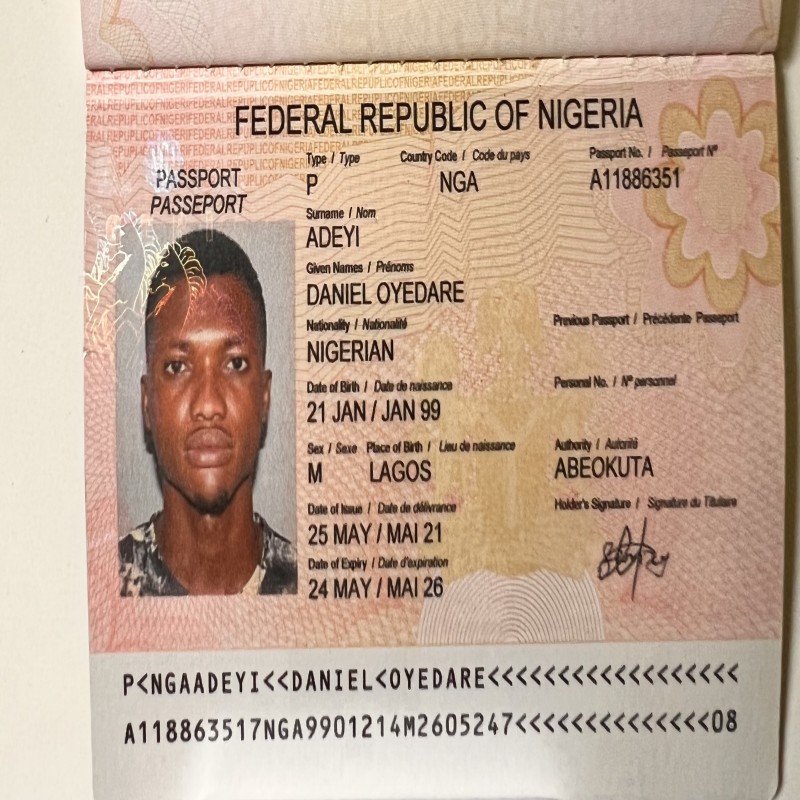 FEDERAL REPUBLIC OF NIGERIA
PASSPORT
PASSEPORT
Type / Type Country Code / Code du pays Passport No. / Passeport N°
P NGA A11886351
Surname / Nom
ADEYI
Given Names / Prénoms
DANIEL OYEDARE
Nationality / Nationalité Previous Passport / Précédente Passeport
NIGERIAN
Date of Birth / Date de naissance Personal No. / N° personnel
21 JAN / JAN 99
Sex / Sexe Place of Birth / Lieu de naissance Authority / Autorité
M LAGOS ABEOKUTA
Date of Issue / Date de délivrance Holder's Signature / Signature du Titulaire
25 MAY / MAI 21
Date of Expiry / Date d'expiration
24 MAY / MAI 26
P<NGAADEYI<<DANIEL<OYEDARE<<<<<<<<<<<<<<<<<<
A118863517NGA9901214M2605247<<<<<<<<<<<<<<08